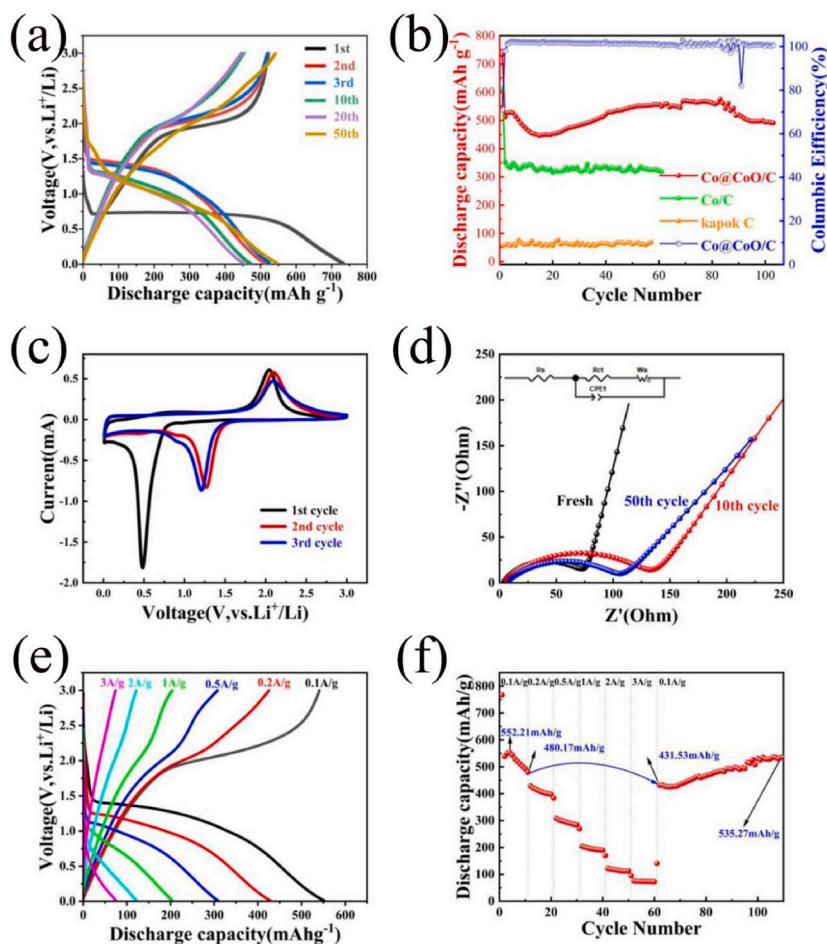 (a)
3.0
2.5
2.0
1.5
1.0
0.5
0.0
Voltage(V,vs.Li⁺/Li)
1st
2nd
3rd
10th
20th
50th
0 100 200 300 400 500 600 700 800
Discharge capacity(mAh g⁻¹)
(b)
800
700
600
500
400
300
200
100
0
Discharge capacity(mAh g⁻¹)
Co@CoO/C
Co/C
kapok C
Co@CoO/C
100
80
60
40
20
0
Columbic Eifficiency(%)
0 20 40 60 80 100
Cycle Number
(c)
0.5
0.0
-0.5
-1.0
-1.5
-2.0
Current(mA)
1st cycle
2nd cycle
3rd cycle
0.0 0.5 1.0 1.5 2.0 2.5 3.0
Voltage(V,vs.Li⁺/Li)
(d)
250
200
150
100
50
0
-Z''(Ohm)
Rs Rct Ws
CPE1
Fresh
50th cycle
10th cycle
0 50 100 150 200 250
Z'(Ohm)
(e)
3.0
2.5
2.0
1.5
1.0
0.5
0.0
Voltage(V,vs.Li⁺/Li)
3A/g 2A/g 1A/g 0.5A/g 0.2A/g 0.1A/g
0 100 200 300 400 500 600
Discharge capacity(mAhg⁻¹)
(f)
800
700
600
500
400
300
200
100
0
Discharge capacity(mAh/g)
0.1A/g 0.2A/g 0.5A/g 1A/g 2A/g 3A/g 0.1A/g
552.21mAh/g
480.17mAh/g
431.53mAh/g
535.27mAh/g
0 20 40 60 80 100
Cycle Number